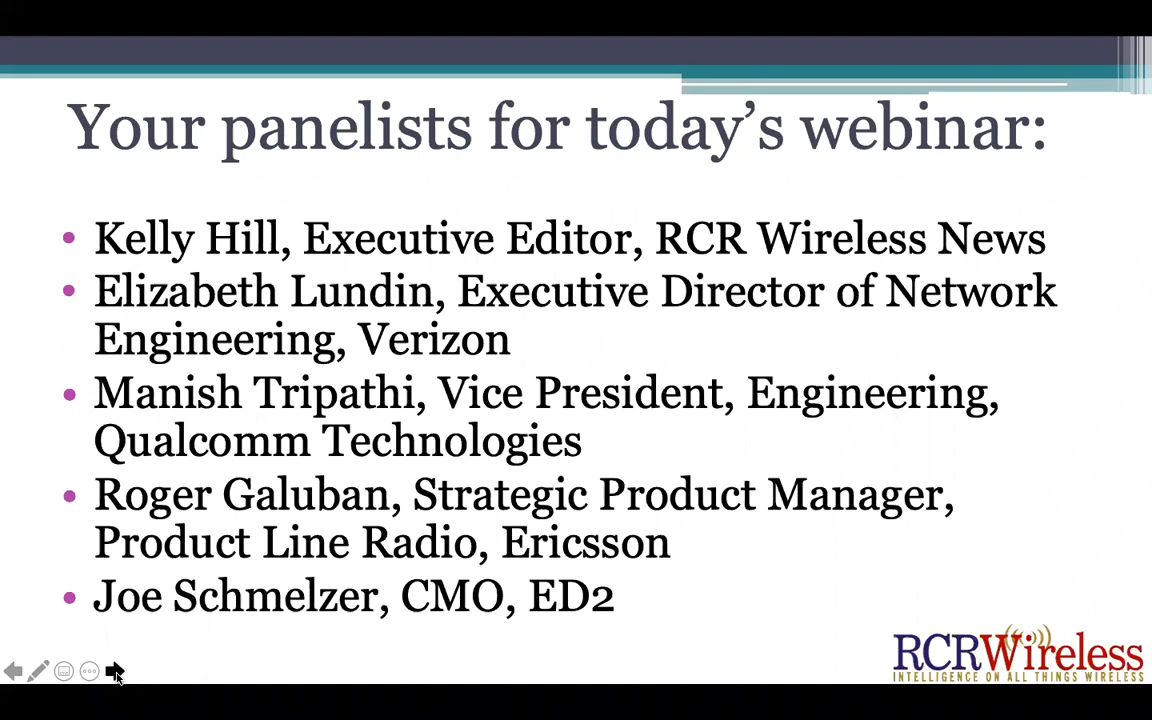 Your panelists for today’s webinar:
• Kelly Hill, Executive Editor, RCR Wireless News
• Elizabeth Lundin, Executive Director of Network
Engineering, Verizon
• Manish Tripathi, Vice President, Engineering,
Qualcomm Technologies
• Roger Galuban, Strategic Product Manager,
Product Line Radio, Ericsson
• Joe Schmelzer, CMO, ED2
RCRWireless
INTELLIGENCE ON ALL THINGS WIRELESS